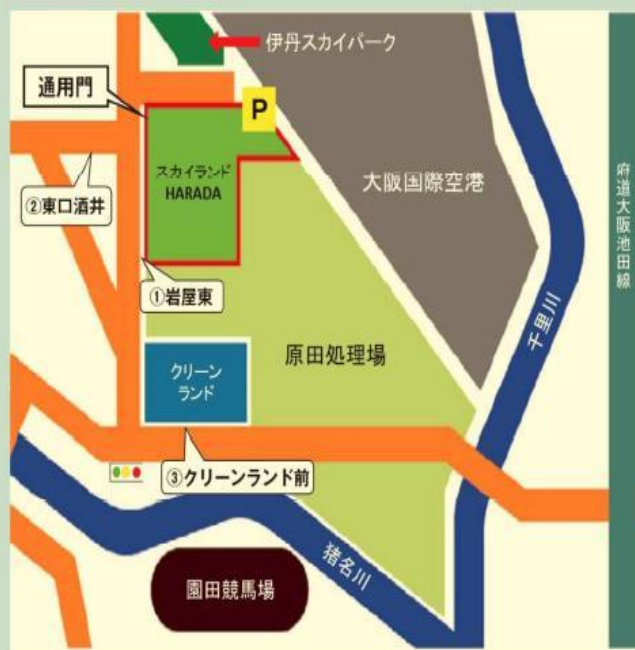 伊丹スカイパーク
通用門
P
スカイランド
HARADA
大阪国際空港
府道大阪池田線
②東口酒井
①岩屋東
千里川
原田処理場
クリーン
ランド
③クリーンランド前
猪名川
園田競馬場